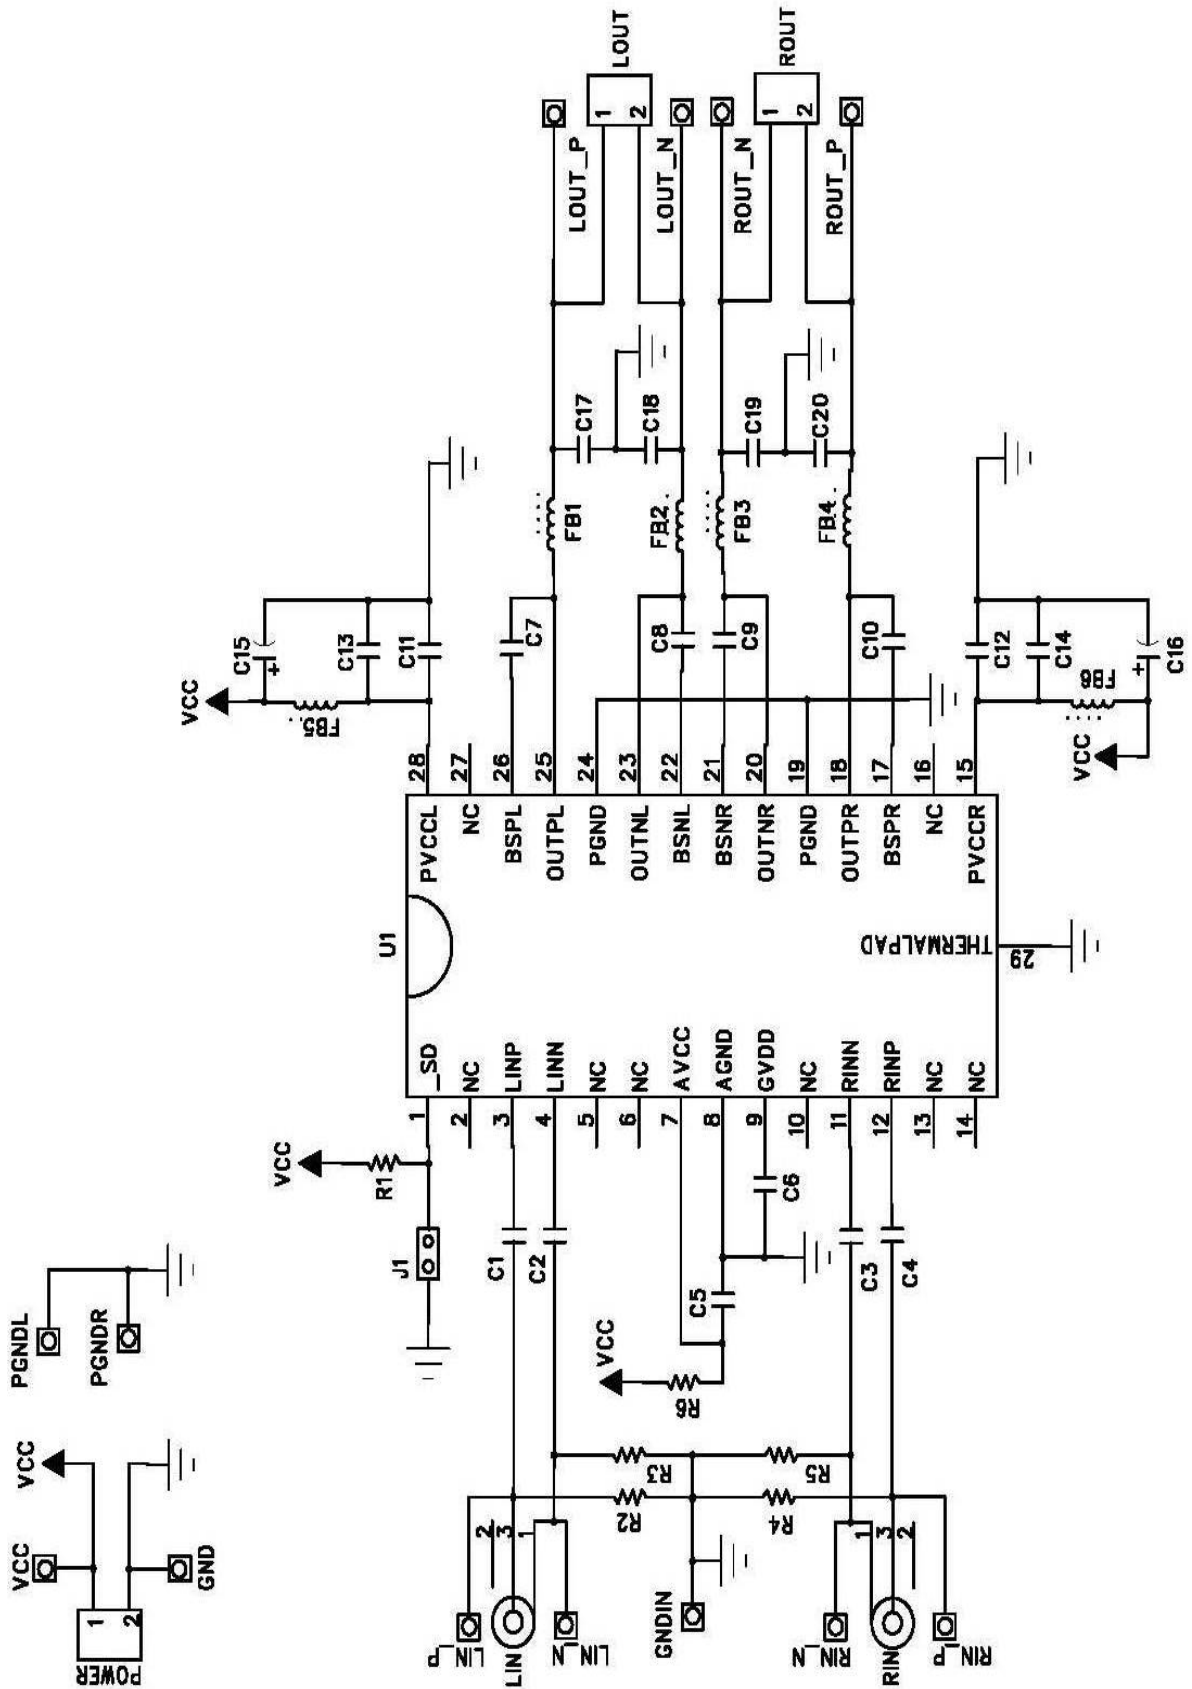 POWER
1
2
VCC
GND
VCC
PGNDL
PGNDR
VCC
R1
J1
LIN_P
LIN
LIN_N
2
3
1
C1
C2
R2
R3
GNDIN
R4
R5
VCC
R6
C5
C6
RIN_N
RIN
RIN_P
1
3
2
C3
C4
U1
1
_SD
2
NC
3
LINP
4
LINN
5
NC
6
NC
7
AVCC
8
AGND
9
GVDD
10
NC
11
RINN
12
RINP
13
NC
14
NC
THERMALPAD
29
PVCCL
28
NC
27
BSPL
26
OUTPL
25
PGND
24
OUTNL
23
BSNL
22
BSNR
21
OUTNR
20
PGND
19
OUTPR
18
BSPR
17
NC
16
PVCCR
15
VCC
FB5
C15
+
C13
C11
C7
C8
C9
C10
C12
C14
C16
+
FB6
VCC
FB1
FB2
FB3
FB4
C17
C18
C19
C20
LOUT_P
LOUT_N
ROUT_N
ROUT_P
1
2
LOUT
1
2
ROUT